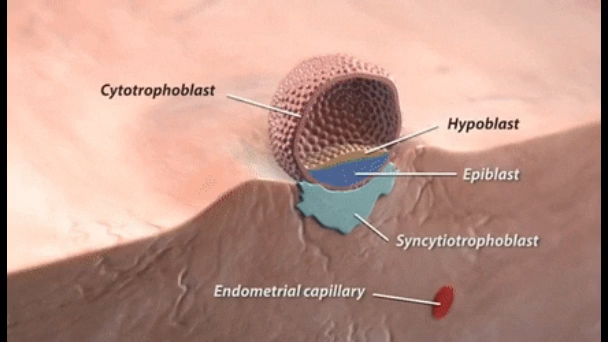 Cytotrophoblast
Hypoblast
Epiblast
Syncytiotrophoblast
Endometrial capillary